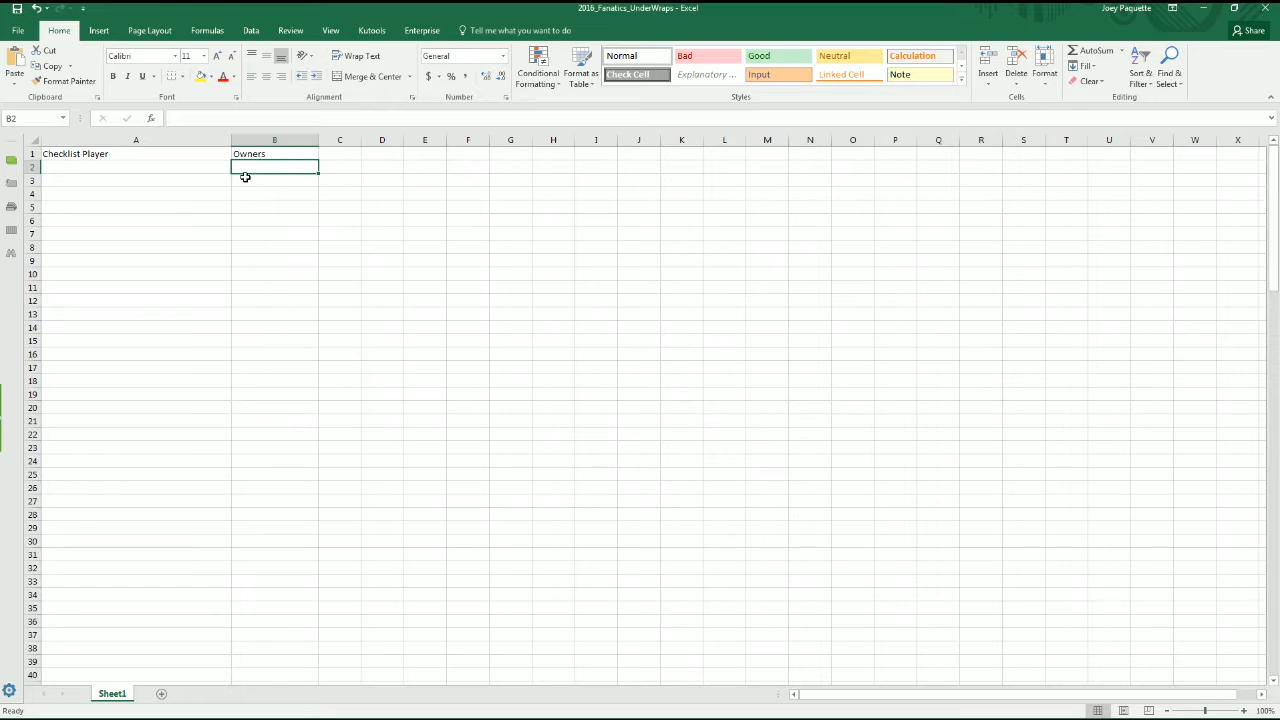 2016_Fanatics_UnderWraps - Excel
Joey Paquette
File Home Insert Page Layout Formulas Data Review View Kutools Enterprise Tell me what you want to do Share
Paste
Cut
Copy
Format Painter
Clipboard
Calibri 11
B I U
Font
Wrap Text
Merge & Center
Alignment
General
$ % ,
Number
Conditional Formatting
Format as Table
Normal Bad Good Neutral Calculation
Check Cell Explanatory ... Input Linked Cell Note
Styles
Insert Delete Format
Cells
AutoSum
Fill
Clear
Sort & Filter
Find & Select
Editing
B2 fx
A B C D E F G H I J K L M N O P Q R S T U V W X
1 Checklist Player Owners
2
3
4
5
6
7
8
9
10
11
12
13
14
15
16
17
18
19
20
21
22
23
24
25
26
27
28
29
30
31
32
33
34
35
36
37
38
39
40
Sheet1
Ready 100%